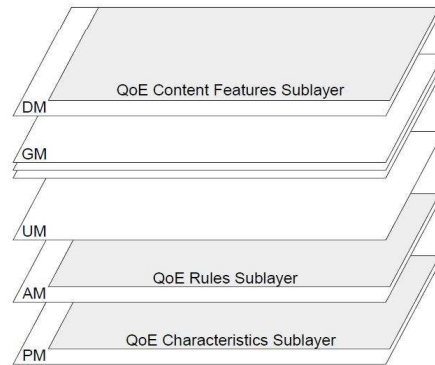 QoE Content Features Sublayer
DM
GM
UM
QoE Rules Sublayer
AM
QoE Characteristics Sublayer
PM